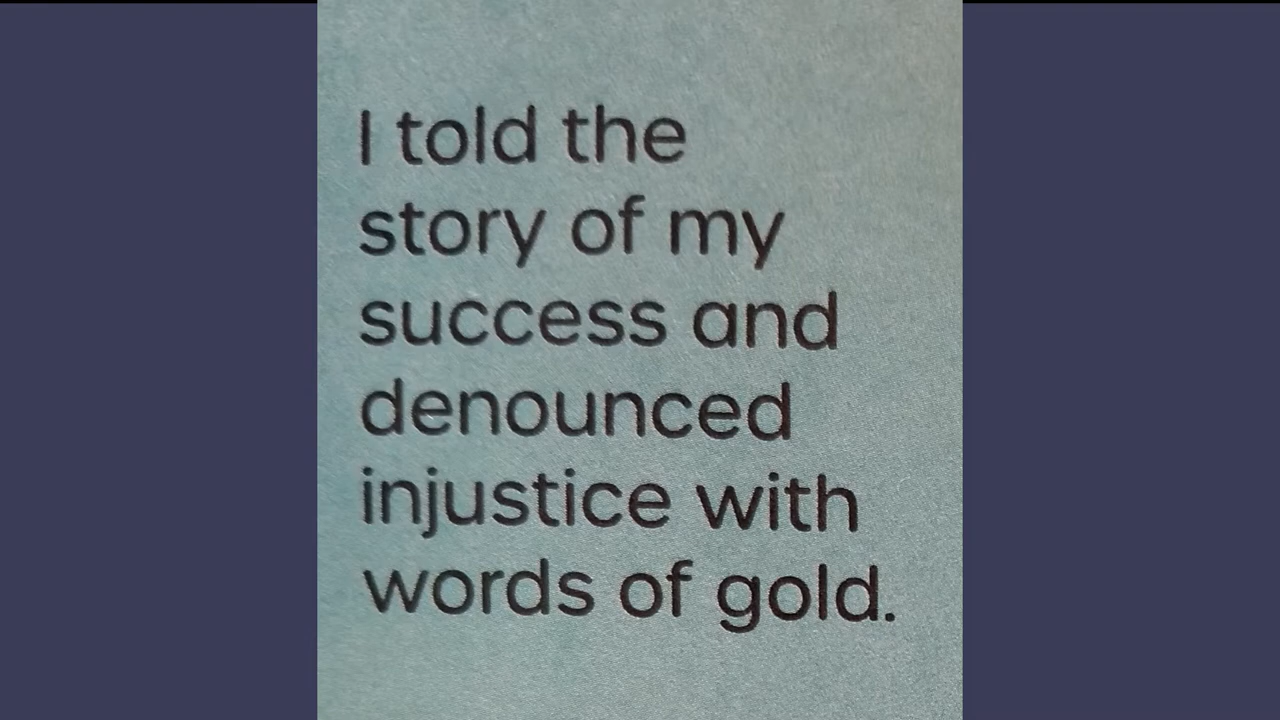 I told the
story of my
success and
denounced
injustice with
words of gold.